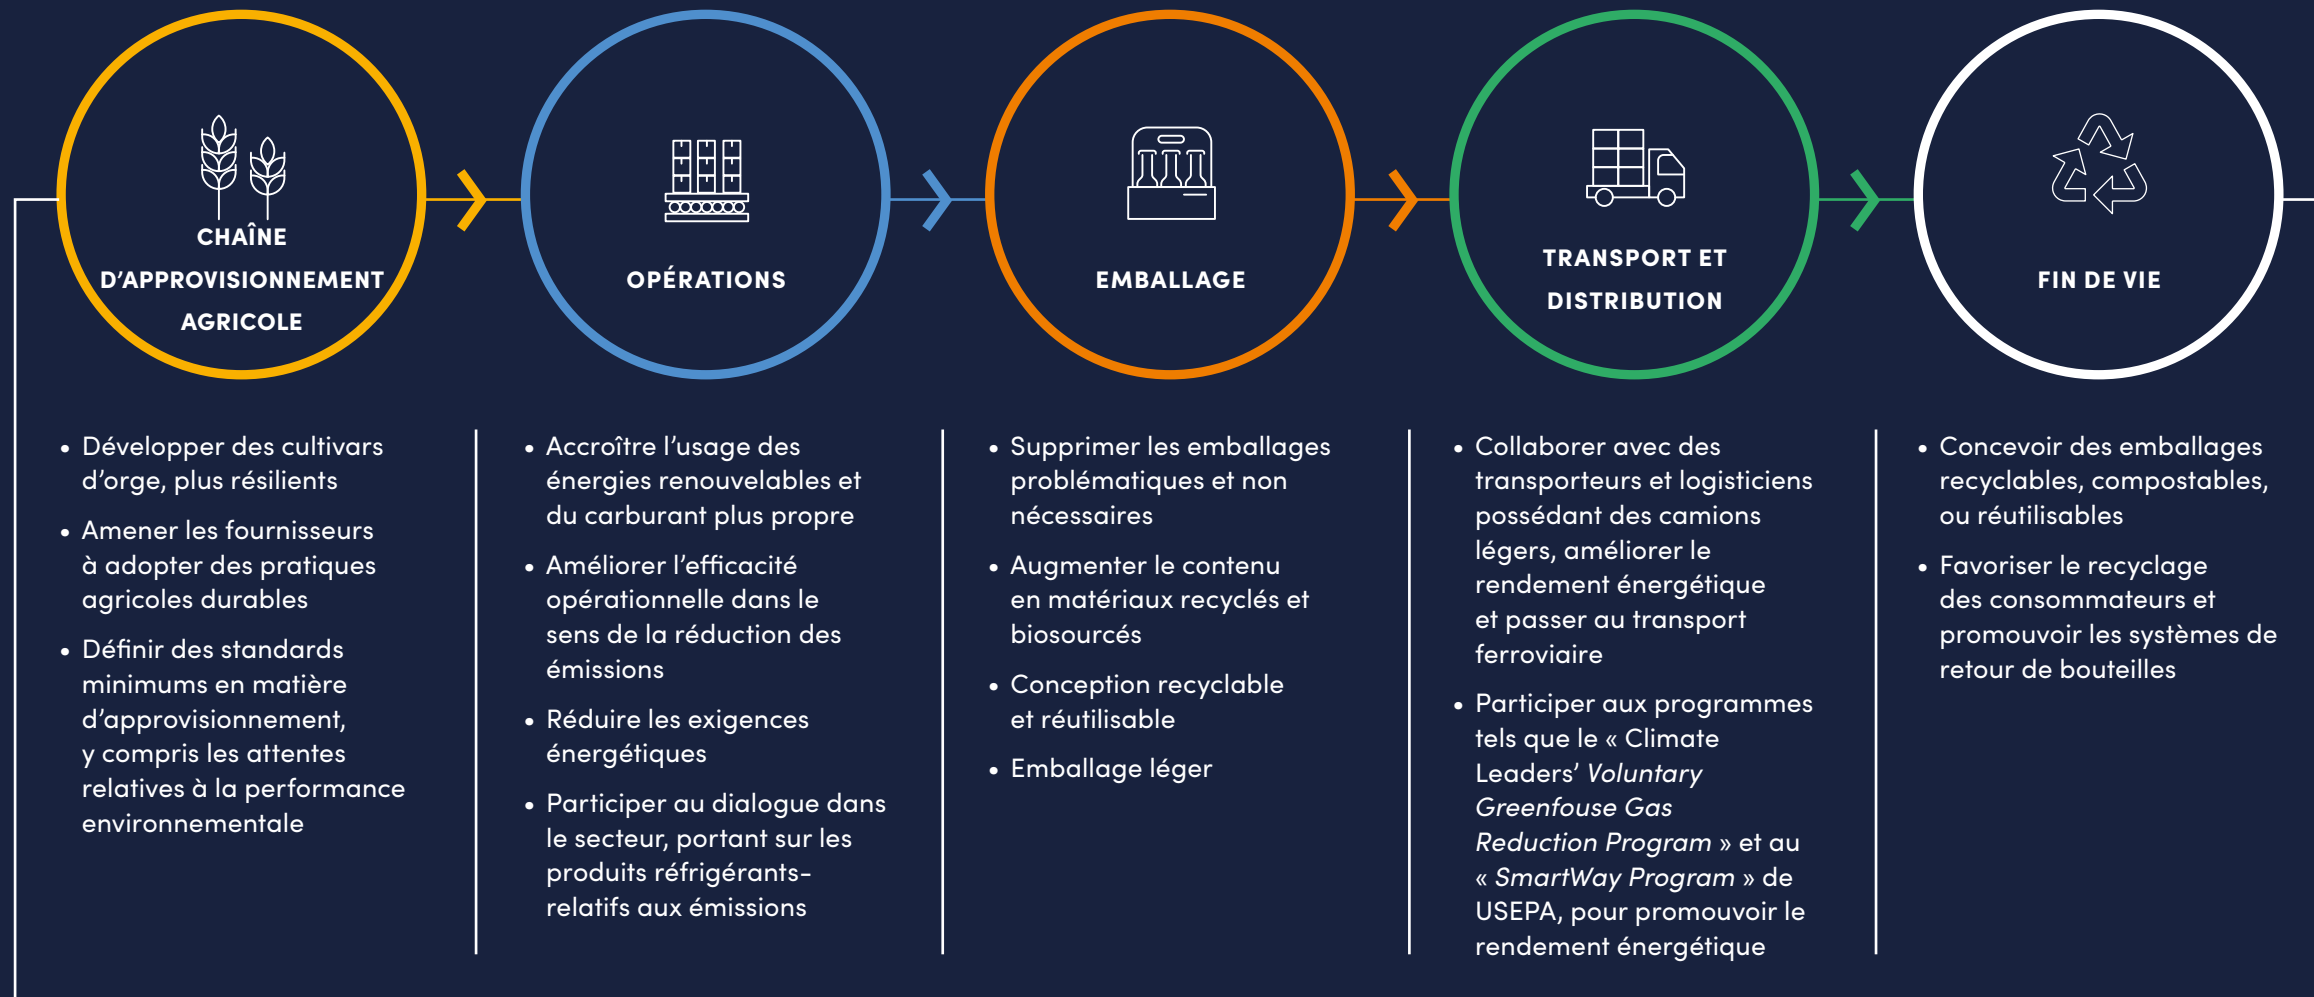 CHAÎNE
D’APPROVISIONNEMENT
AGRICOLE
OPÉRATIONS
EMBALLAGE
TRANSPORT ET
DISTRIBUTION
FIN DE VIE
• Développer des cultivars
d’orge, plus résilients
• Amener les fournisseurs
à adopter des pratiques
agricoles durables
• Définir des standards
minimums en matière
d’approvisionnement,
y compris les attentes
relatives à la performance
environnementale
• Accroître l’usage des
énergies renouvelables et
du carburant plus propre
• Améliorer l’efficacité
opérationnelle dans le
sens de la réduction des
émissions
• Réduire les exigences
énergétiques
• Participer au dialogue dans
le secteur, portant sur les
produits réfrigérants-
relatifs aux émissions
• Supprimer les emballages
problématiques et non
nécessaires
• Augmenter le contenu
en matériaux recyclés et
biosourcés
• Conception recyclable
et réutilisable
• Emballage léger
• Collaborer avec des
transporteurs et logisticiens
possédant des camions
légers, améliorer le
rendement énergétique
et passer au transport
ferroviaire
• Participer aux programmes
tels que le « Climate
Leaders’ Voluntary
Greenfouse Gas
Reduction Program » et au
« SmartWay Program » de
USEPA, pour promouvoir le
rendement énergétique
• Concevoir des emballages
recyclables, compostables,
ou réutilisables
• Favoriser le recyclage
des consommateurs et
promouvoir les systèmes de
retour de bouteilles